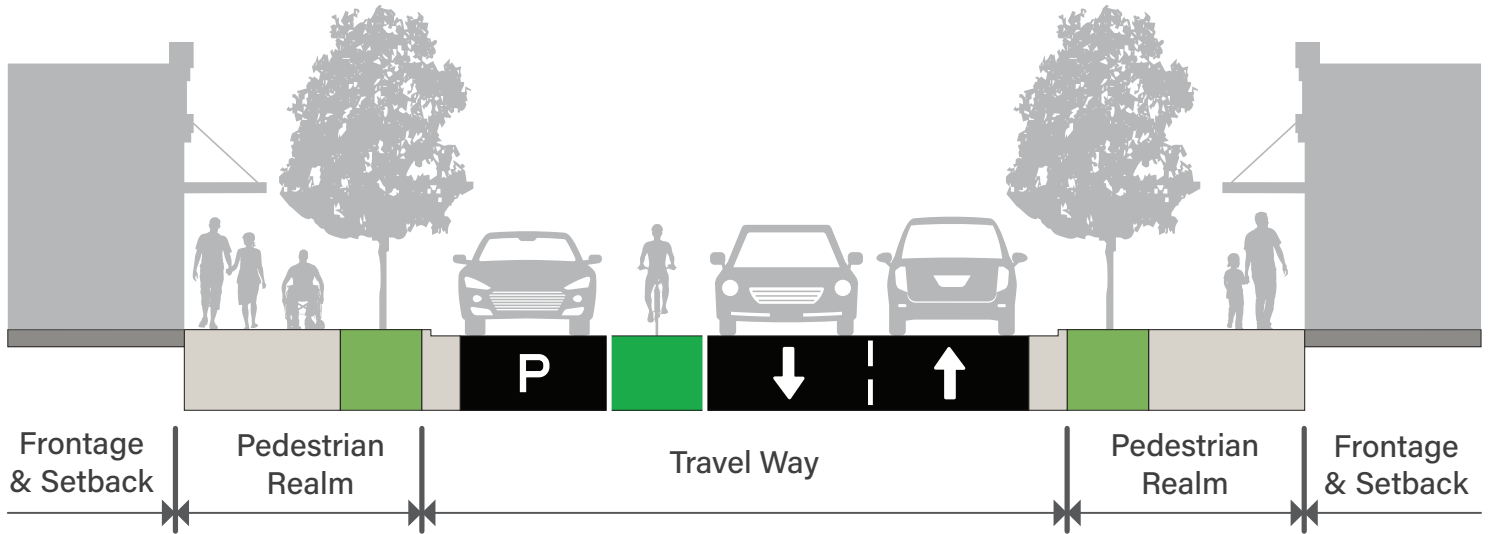 P
Frontage
& Setback
Pedestrian
Realm
Travel Way
Pedestrian
Realm
Frontage
& Setback